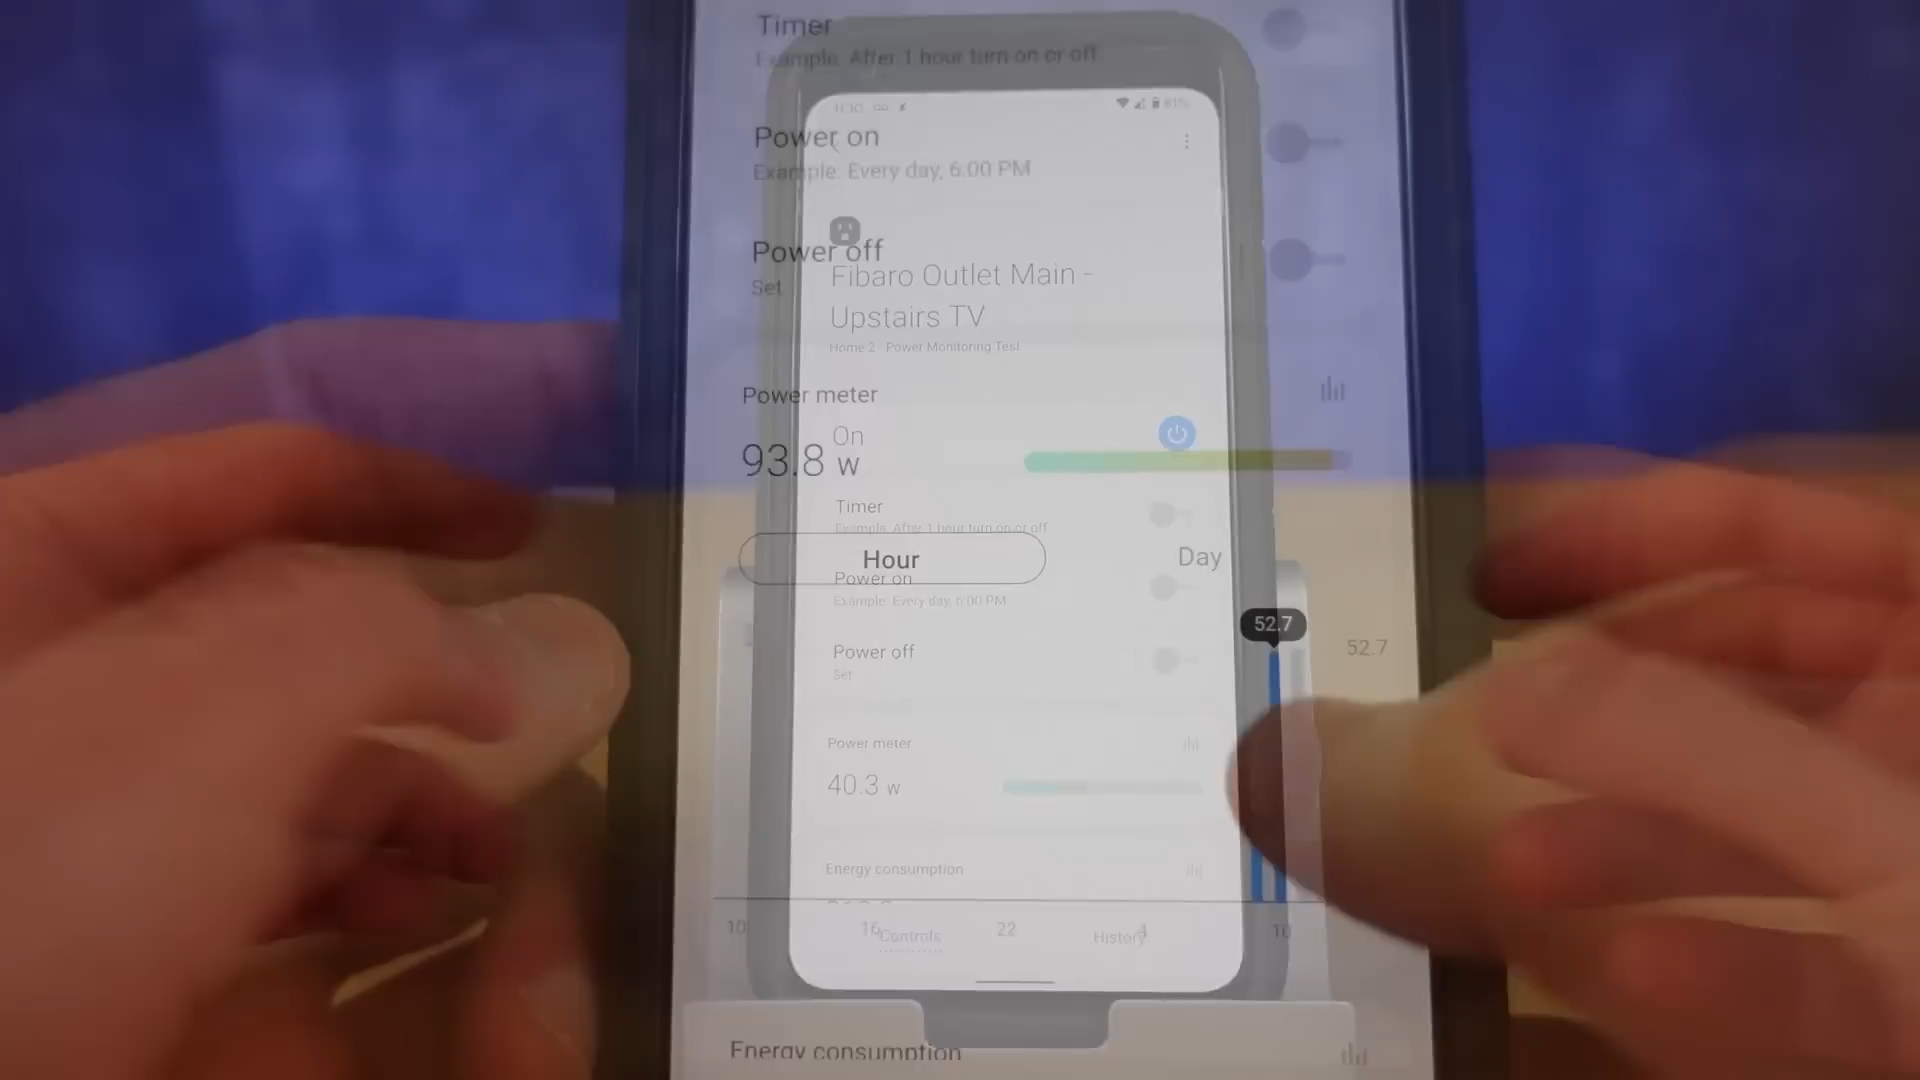 Timer
Example. After 1 hour turn on or off
81%
Power on
Example: Every day, 6:00 PM
Power off
Set
Fibaro Outlet Main -
Upstairs TV
Home 2 Power Monitoring Test
Power meter
On
93.8 W
Timer
Example. After 1 hour turn on or off
Hour
Day
Power on
Example: Every day, 6:00 PM
52.7
52.7
Power off
Set
Power meter
40.3 W
Energy consumption
10
16
22
4
10
Controls
History
Energy consumption